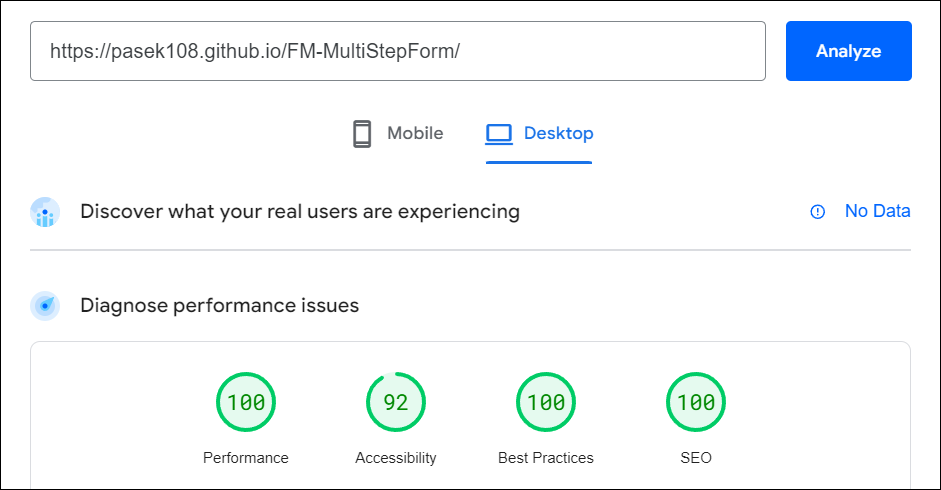 https://pasek108.github.io/FM-MultiStepForm/
Analyze
Mobile
Desktop
Discover what your real users are experiencing
No Data
Diagnose performance issues
100
92
100
100
Performance
Accessibility
Best Practices
SEO